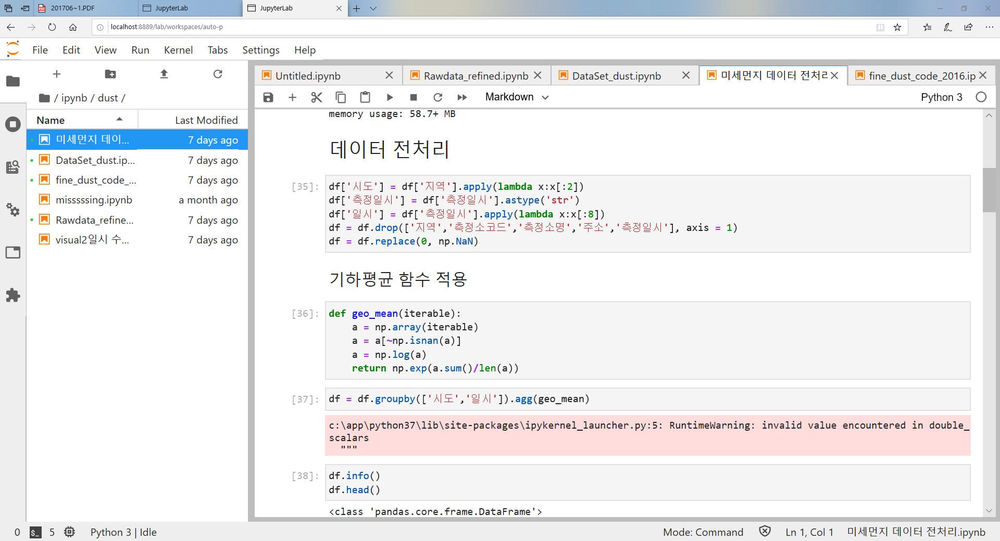 201706~1.PDF
JupyterLab
JupyterLab
localhost:8889/lab/workspaces/auto-p
File Edit View Run Kernel Tabs Settings Help
/ ipynb / dust /
Name Last Modified
미세먼지 데이... 7 days ago
DataSet_dust.ip... 7 days ago
fine_dust_code_... 7 days ago
missssssing.ipynb a month ago
Rawdata_refine... 7 days ago
visual2일시 수... 7 days ago
Untitled.ipynb
Rawdata_refined.ipynb
DataSet_dust.ipynb
미세먼지 데이터 전처리
fine_dust_code_2016.ip
Markdown
Python 3
memory usage: 58.7+ MB
데이터 전처리
[35]:
df['시도'] = df['지역'].apply(lambda x:x[:2])
df['측정일시'] = df['측정일시'].astype('str')
df['일시'] = df['측정일시'].apply(lambda x:x[:8])
df = df.drop(['지역','측정소코드','측정소명','주소','측정일시'], axis = 1)
df = df.replace(0, np.NaN)
기하평균 함수 적용
[36]:
def geo_mean(iterable):
    a = np.array(iterable)
    a = a[~np.isnan(a)]
    a = np.log(a)
    return np.exp(a.sum()/len(a))
[37]:
df = df.groupby(['시도','일시']).agg(geo_mean)
c:\app\python37\lib\site-packages\ipykernel_launcher.py:5: RuntimeWarning: invalid value encountered in double_
scalars
  """
[38]:
df.info()
df.head()
<class 'pandas.core.frame.DataFrame'>
0 $_ 5 Python 3 | Idle
Mode: Command Ln 1, Col 1 미세먼지 데이터 전처리.ipynb